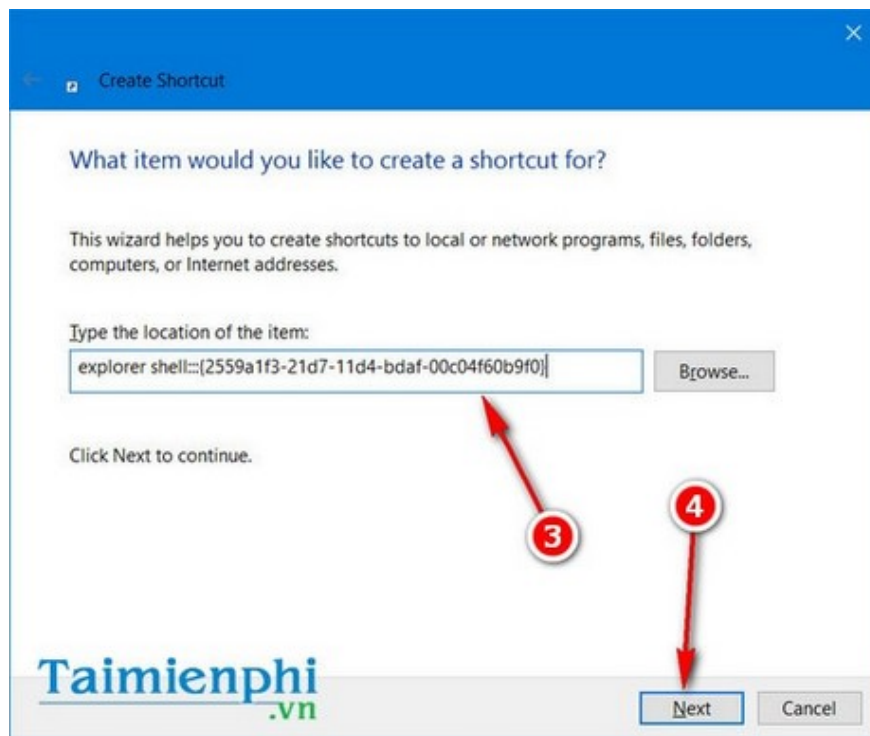 Create Shortcut
What item would you like to create a shortcut for?
This wizard helps you to create shortcuts to local or network programs, files, folders,
computers, or Internet addresses.
Type the location of the item:
explorer shell:::{2559a1f3-21d7-11d4-bdaf-00c04f60b9f0}
Browse...
Click Next to continue.
3
4
Taimienphi
.vn
Next
Cancel